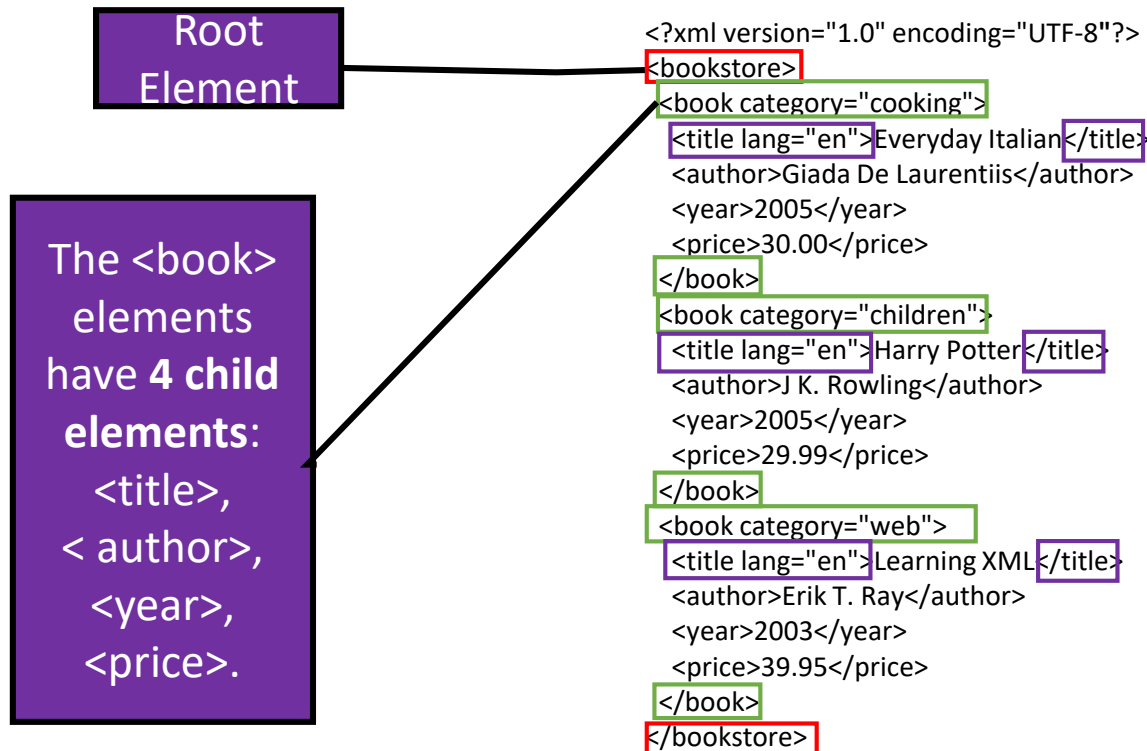 Root
Element
The <book>
elements
have 4 child
elements:
<title>,
< author>,
<year>,
<price>.
<?xml version="1.0" encoding="UTF-8"?>
<bookstore>
<book category="cooking">
<title lang="en">Everyday Italian</title>
<author>Giada De Laurentiis</author>
<year>2005</year>
<price>30.00</price>
</book>
<book category="children">
<title lang="en">Harry Potter</title>
<author>J K. Rowling</author>
<year>2005</year>
<price>29.99</price>
</book>
<book category="web">
<title lang="en">Learning XML</title>
<author>Erik T. Ray</author>
<year>2003</year>
<price>39.95</price>
</book>
</bookstore>